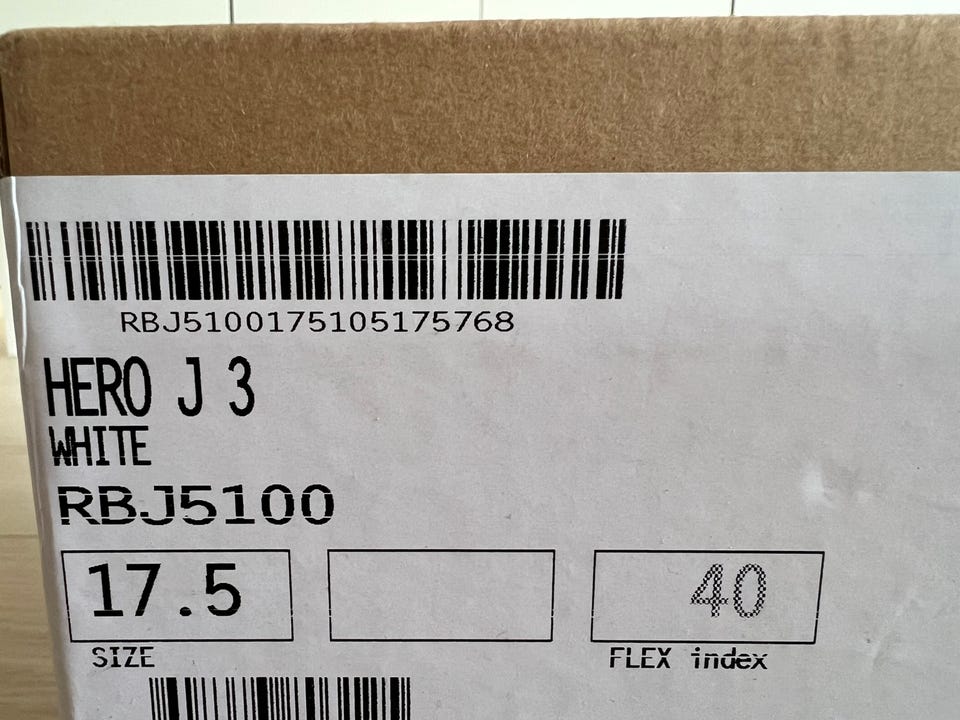 RBJ5100175105175768
HERO J 3
WHITE
RBJ5100
17.5
40
SIZE
FLEX index